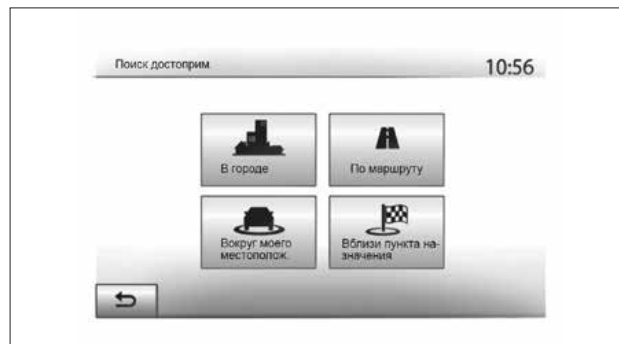 Поиск достоприм.
10:56
В городе
По маршруту
Вокруг моего
местополож.
Вблизи пункта на-
значения